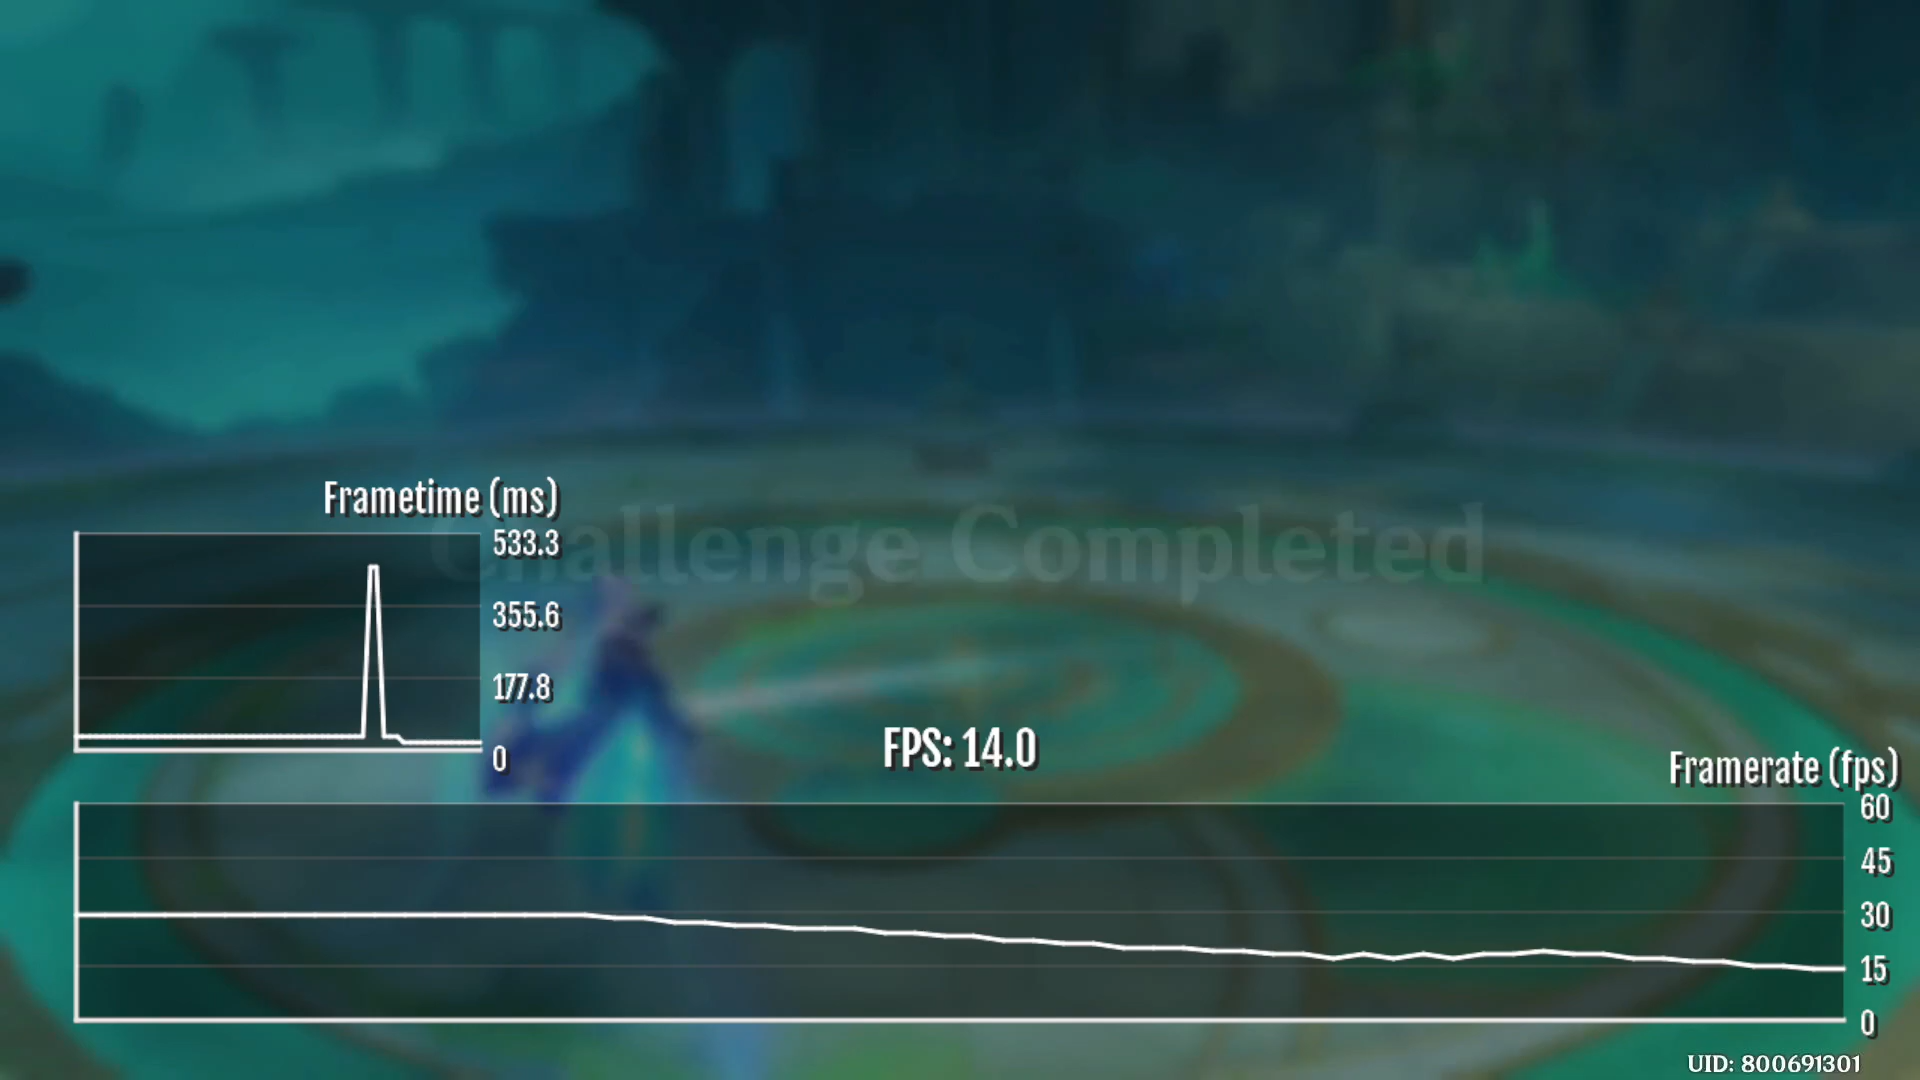 Frametime (ms)
533.3
Challenge Completed
355.6
177.8
0
FPS: 14.0
Framerate (fps)
60
45
30
15
0
UID: 800691301